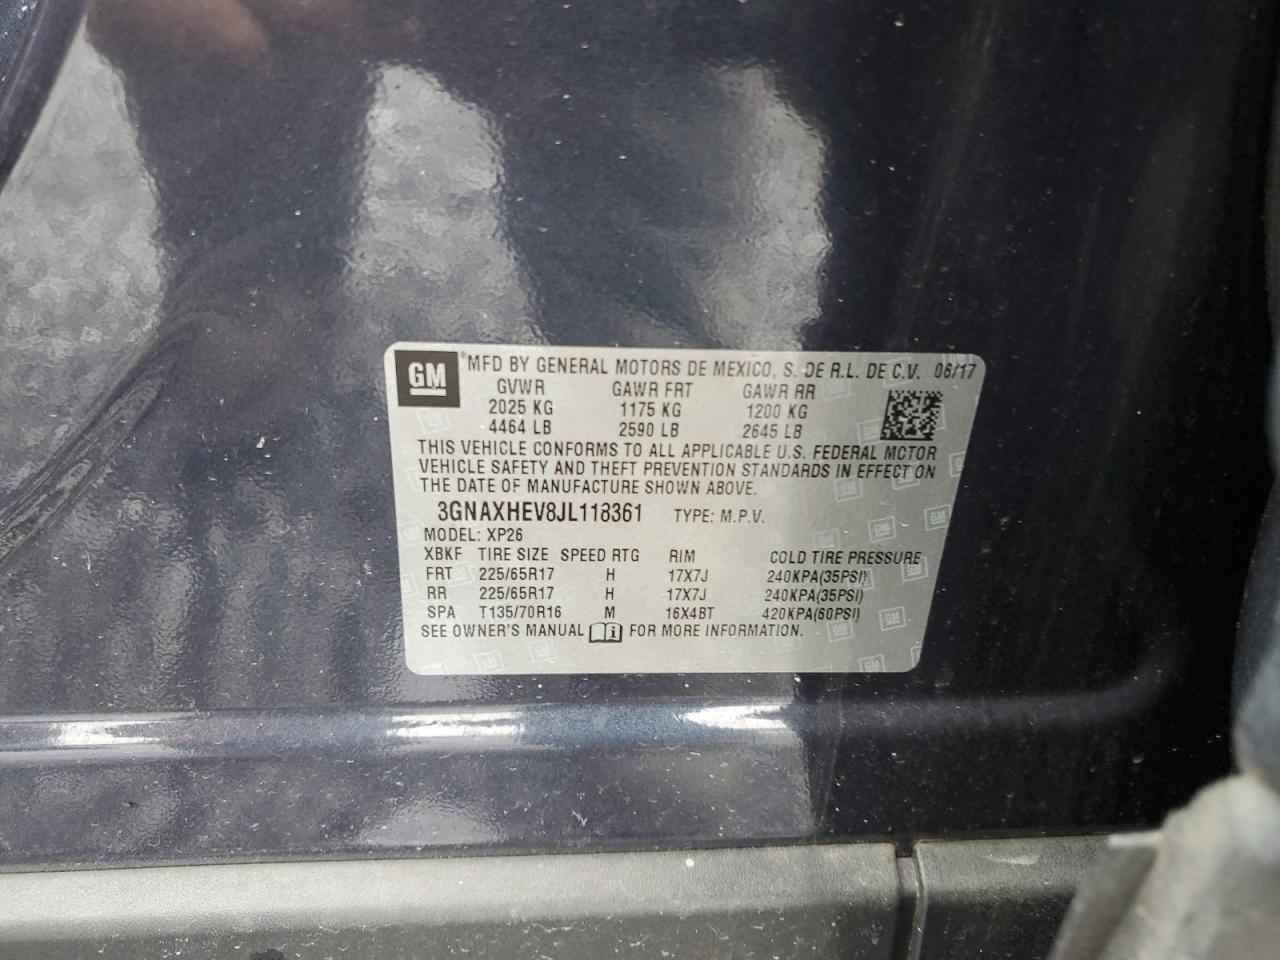 GM ®MFD BY GENERAL MOTORS DE MEXICO, S. DE R.L. DE C.V. 06/17
GVWR GAWR FRT GAWR RR
2025 KG 1175 KG 1200 KG
4464 LB 2590 LB 2645 LB
THIS VEHICLE CONFORMS TO ALL APPLICABLE U.S. FEDERAL MOTOR
VEHICLE SAFETY AND THEFT PREVENTION STANDARDS IN EFFECT ON
THE DATE OF MANUFACTURE SHOWN ABOVE.
3GNAXHEV8JL118361 TYPE: M.P.V.
MODEL: XP26
XBKF TIRE SIZE SPEED RTG RIM COLD TIRE PRESSURE
FRT 225/65R17 H 17X7J 240KPA(35PSI)
RR 225/65R17 H 17X7J 240KPA(35PSI)
SPA T135/70R16 M 16X4BT 420KPA(60PSI)
SEE OWNER'S MANUAL FOR MORE INFORMATION.